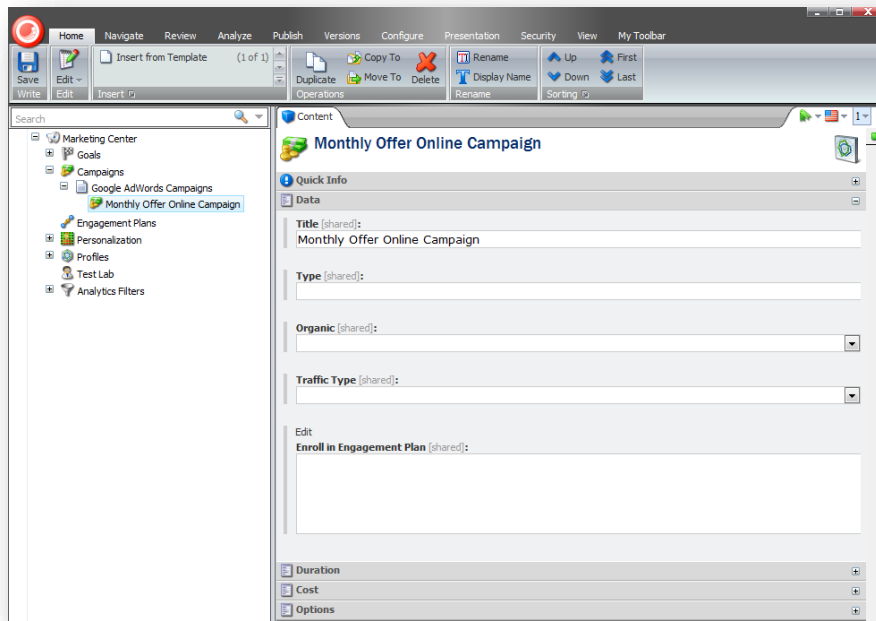 Home Navigate Review Analyze Publish Versions Configure Presentation Security View My Toolbar
Save
Write
Edit
Edit
Insert from Template (1 of 1)
Insert
Duplicate
Copy To
Move To
Delete
Operations
Rename
Display Name
Rename
Up
Down
First
Last
Sorting
Search
Marketing Center
Goals
Campaigns
Google AdWords Campaigns
Monthly Offer Online Campaign
Engagement Plans
Personalization
Profiles
Test Lab
Analytics Filters
Content
1
Monthly Offer Online Campaign
Quick Info
Data
Title [shared]:
Monthly Offer Online Campaign
Type [shared]:
Organic [shared]:
Traffic Type [shared]:
Edit
Enroll in Engagement Plan [shared]:
Duration
Cost
Options